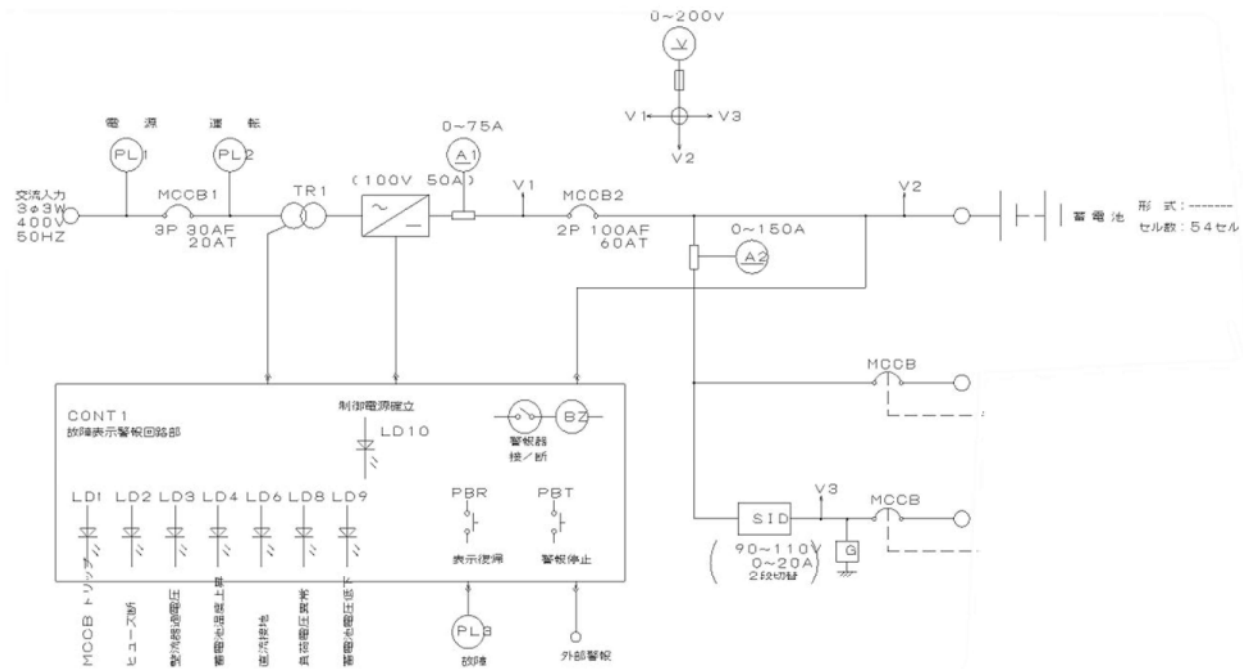 0~200V
V
V1
V3
V2
電源
運転
PL1
PL2
0~75A
A1
交流入力
3φ3W
400V
50HZ
MCCB1
3P 30AF
20AT
TR1
(100V 50A)
V1
MCCB2
2P 100AF
60AT
0~150A
A2
V2
蓄電池
形式:-------
セル数:54セル
MCCB
CONT1
故障表示警報回路部
制御電源確立
LD10
BZ
警報器
接/断
LD1
LD2
LD3
LD4
LD6
LD8
LD9
PBR
PBT
表示復帰
警報停止
V3
MCCB
SID
G
(90~110V
0~20A)
2段切替
MCCB トリップ
ヒューズ断
整流器過電圧
蓄電池温度上昇
直流接地
負荷電圧異常
蓄電池電圧低下
PL3
故障
外部警報